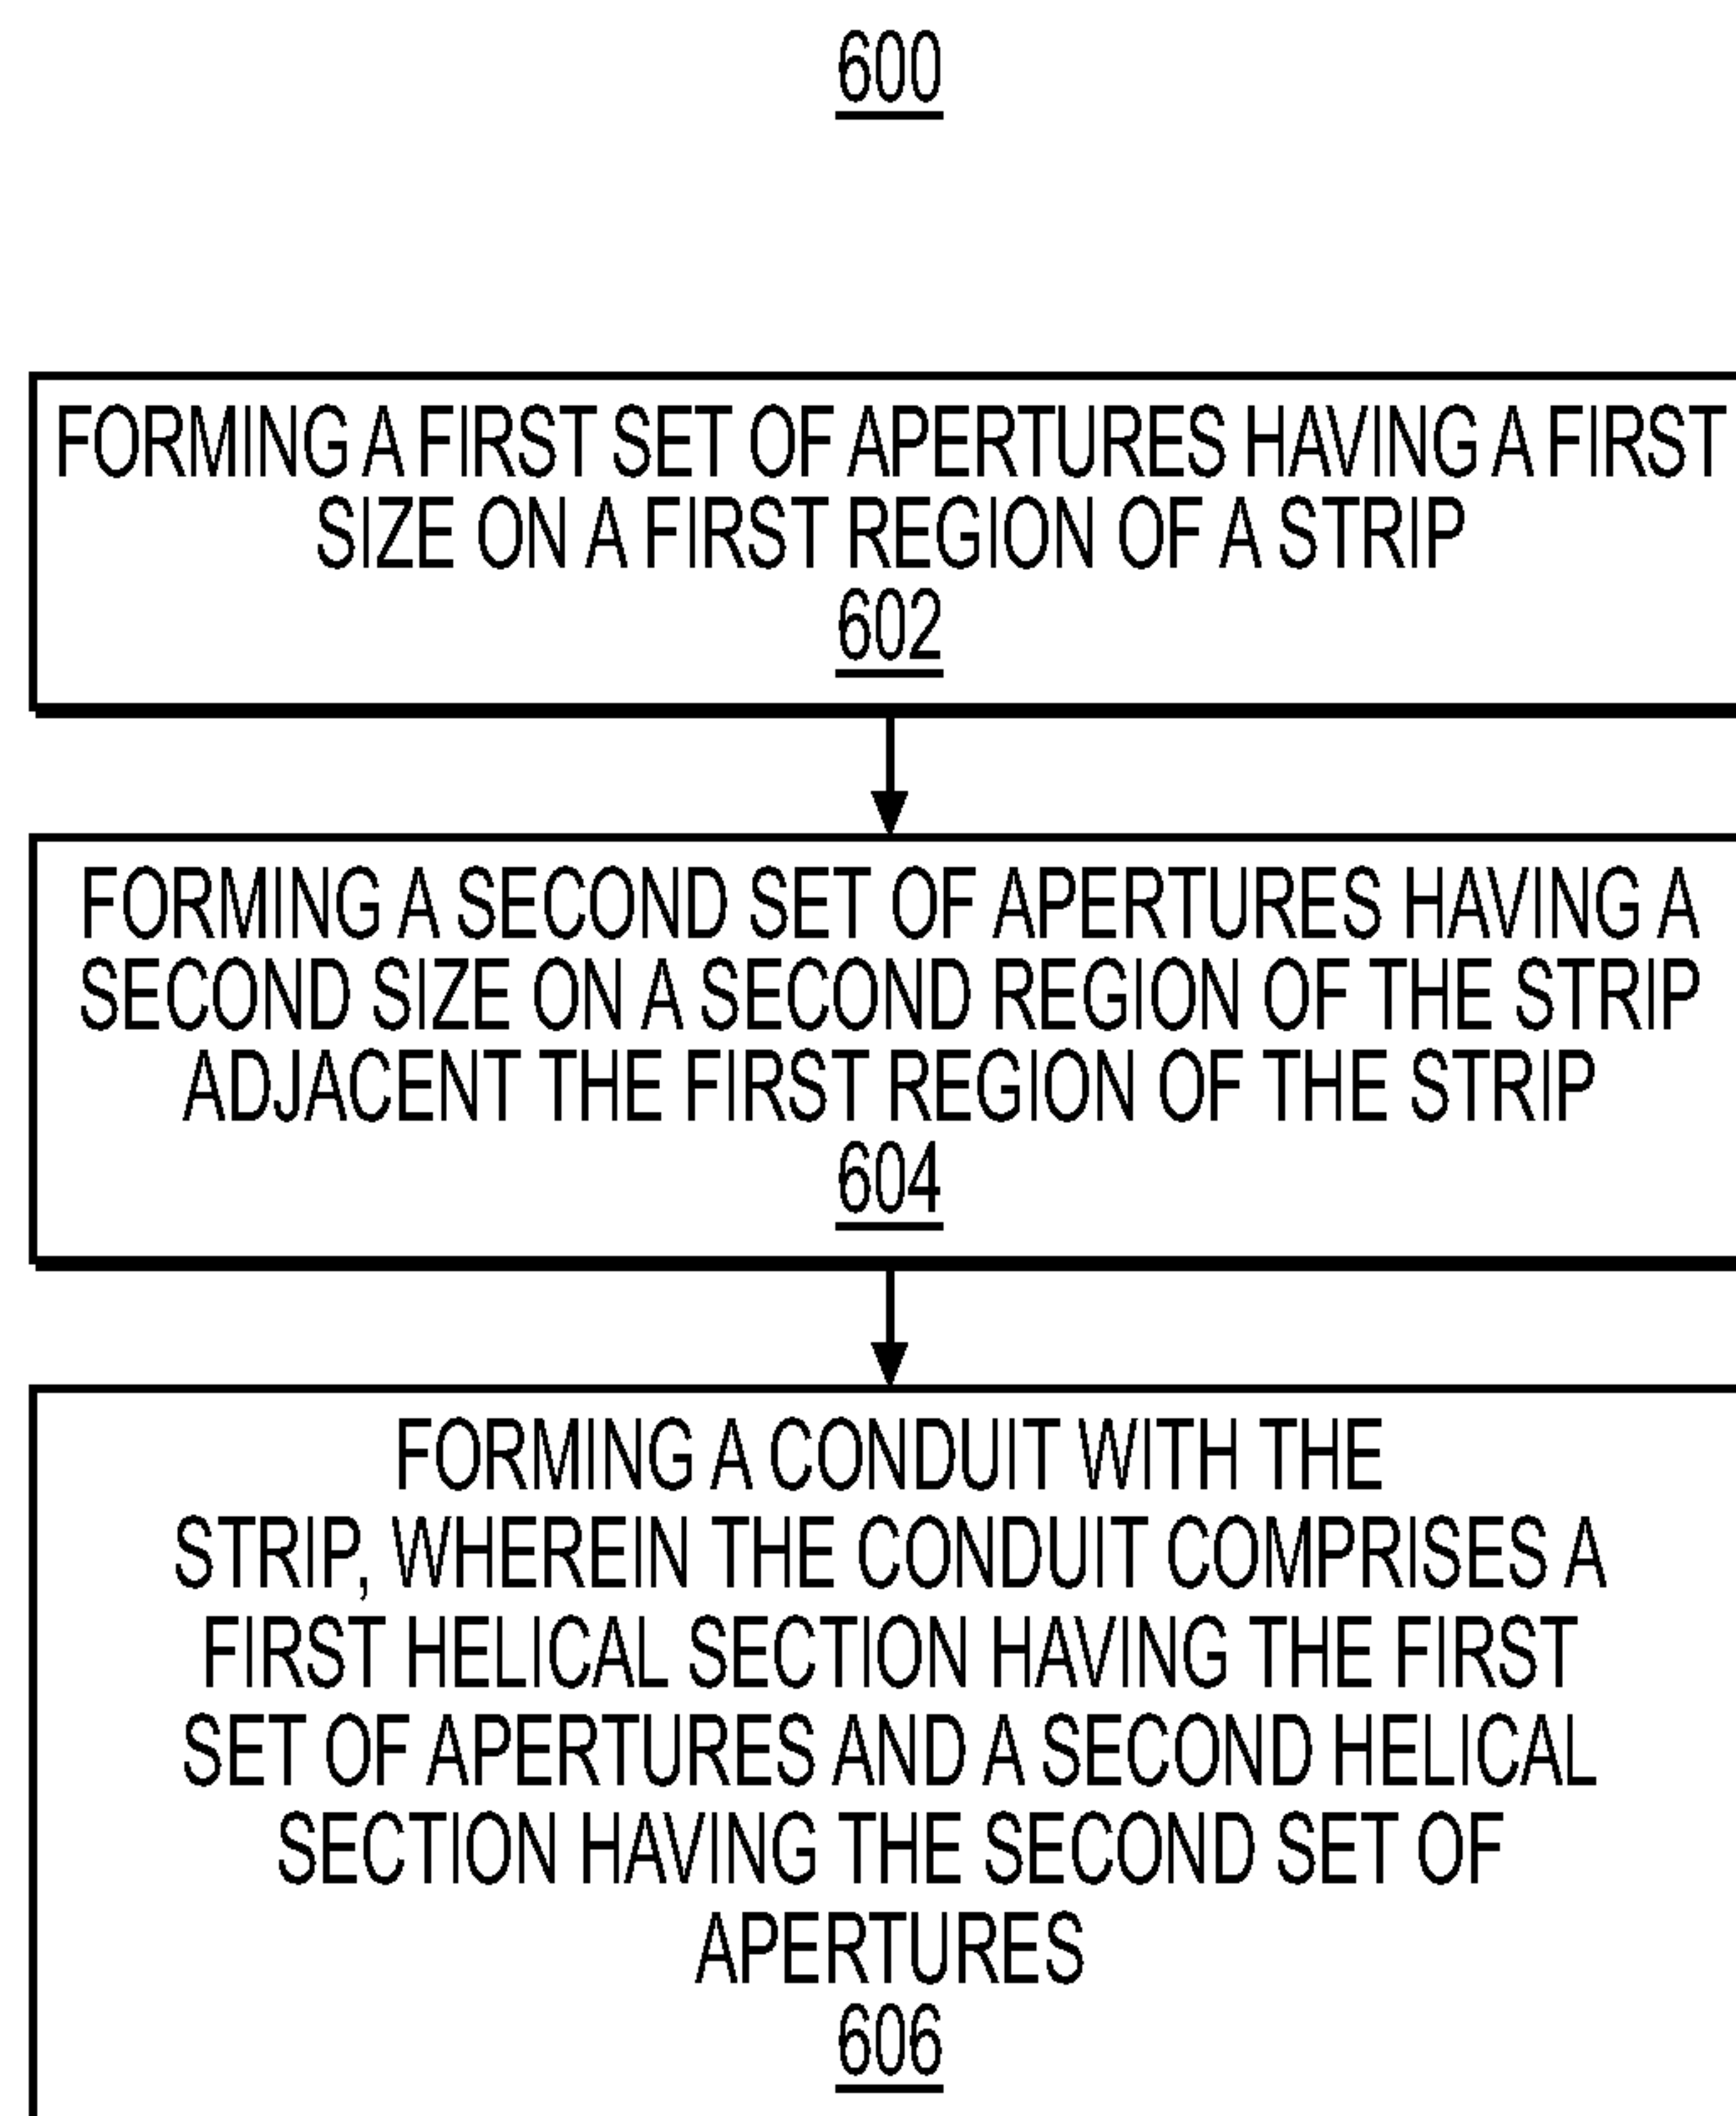 600
FORMING A FIRST SET OF APERTURES HAVING A FIRST
SIZE ON A FIRST REGION OF A STRIP
602
FORMING A SECOND SET OF APERTURES HAVING A
SECOND SIZE ON A SECOND REGION OF THE STRIP
ADJACENT THE FIRST REGION OF THE STRIP
604
FORMING A CONDUIT WITH THE
STRIP, WHEREIN THE CONDUIT COMPRISES A
FIRST HELICAL SECTION HAVING THE FIRST
SET OF APERTURES AND A SECOND HELICAL
SECTION HAVING THE SECOND SET OF
APERTURES
606